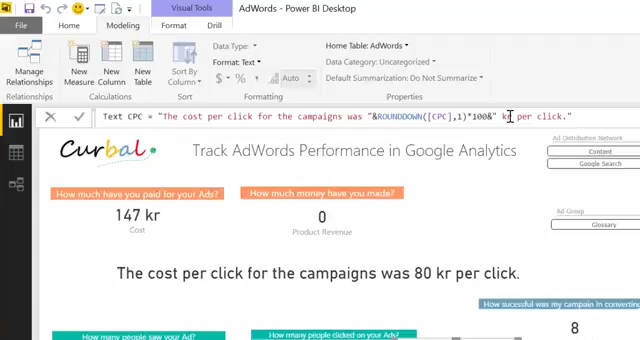 Visual Tools
AdWords - Power BI Desktop
File
Home
Modeling
Format
Drill
Manage Relationships
Relationships
New Measure
New Column
Calculations
Sort By Column
Sort
Data Type:
Format: Text
$ % , Auto
Formatting
Home Table: AdWords
Data Category: Uncategorized
Default Summarization: Do Not Summarize
Properties
Text CPC = "The cost per click for the campaigns was "&ROUNDDOWN([CPC],1)*100&" kr per click."
Curbal
Track AdWords Performance in Google Analytics
Ad Distribution Network
Content
Google Search
How much have you paid for your Ads?
147 kr
Cost
How much money have you made?
0
Product Revenue
Ad Group
Glossary
The cost per click for the campaigns was 80 kr per click.
How sucessful was my campain in convertin
8
How many people saw your Ad?
How many people clicked on your Ads?